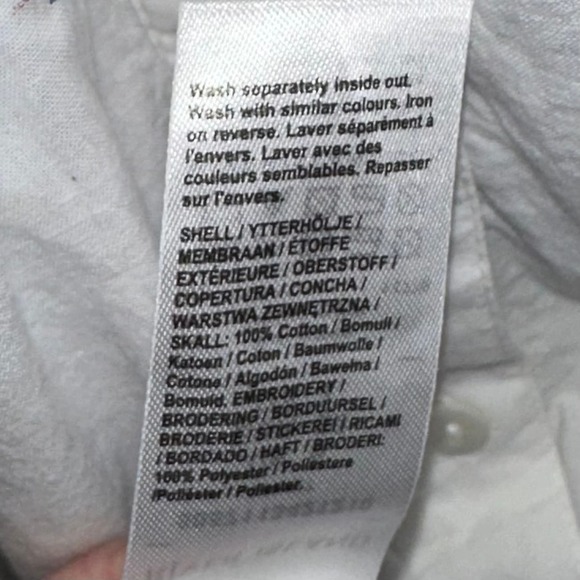 Wash separately inside out.
Wash with similar colours. Iron
on reverse. Laver séparément à
l'envers. Laver avec des
couleurs semblables. Repasser
sur l'envers.
SHELL / YTTERHÖLJE /
MEMBRAAN / ÉTOFFE
EXTÉRIEURE / OBERSTOFF /
COPERTURA / CONCHA /
WARSTWA ZEWNĘTRZNA /
SKALL: 100% Cotton / Bomull /
Katoen / Coton / Baumwolle /
Cotone / Algodón / Bawełna /
Bomuld. EMBROIDERY /
BRODERING / BORDUURSEL /
BRODERIE / STICKEREI / RICAMI
/ BORDADO / HAFT / BRODERI:
100% Polyester / Poliestere
/Poliéster / Poliester.